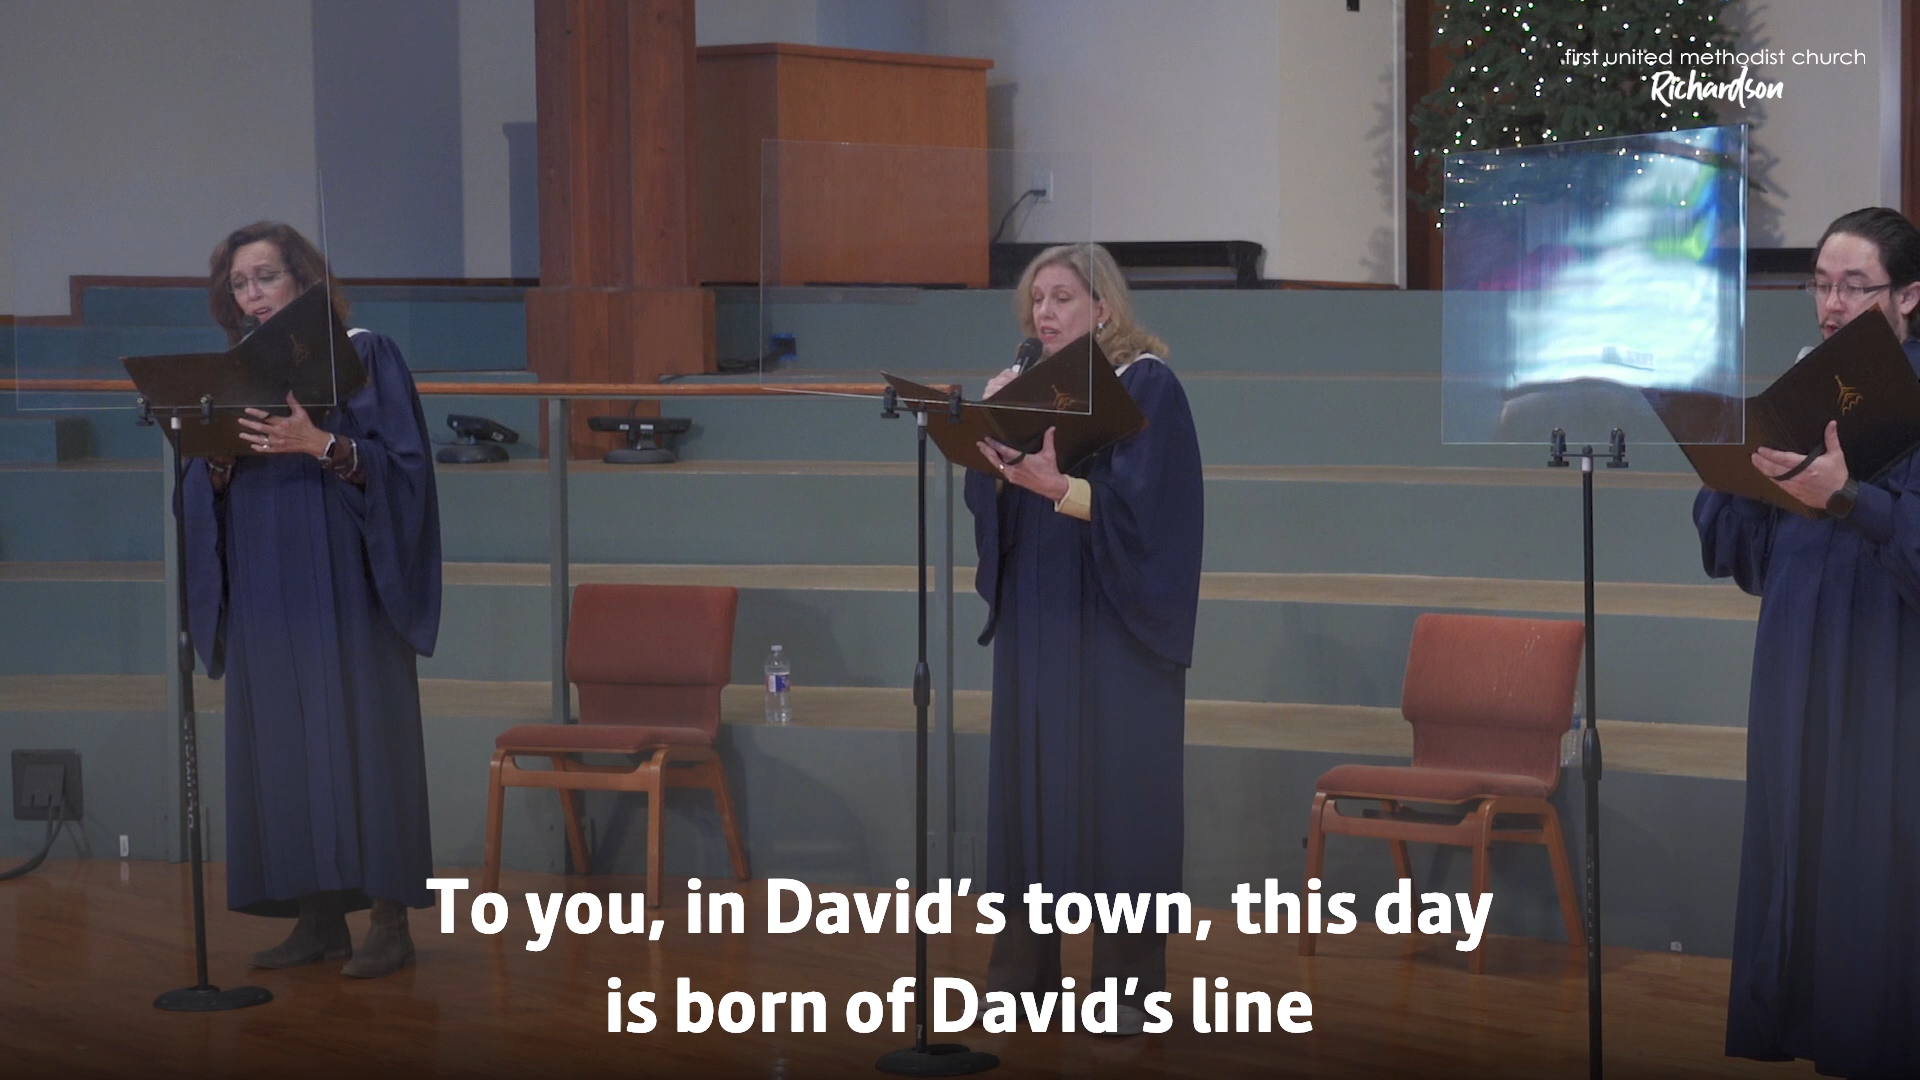 first united methodist church
Richardson
To you, in David's town, this day
is born of David's line